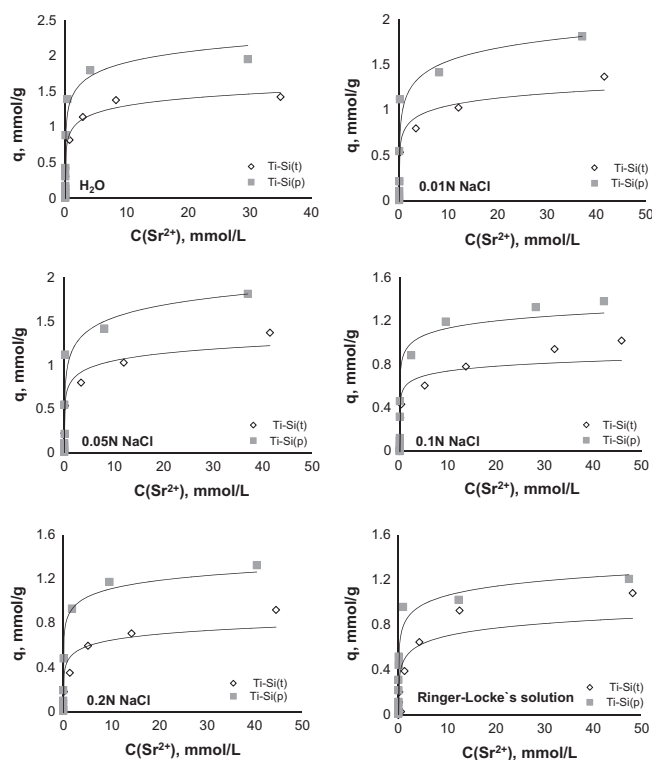 2.5
2
1.5
1
0.5
0
q, mmol/g
0 10 20 30 40
C(Sr²⁺), mmol/L
H₂O
Ti-Si(t)
Ti-Si(p)
2
1.5
1
0.5
0
q, mmol/g
0 10 20 30 40 50
C(Sr²⁺), mmol/L
0.01N NaCl
Ti-Si(t)
Ti-Si(p)
2
1.5
1
0.5
0
q, mmol/g
0 10 20 30 40 50
C(Sr²⁺), mmol/L
0.05N NaCl
Ti-Si(t)
Ti-Si(p)
1.6
1.2
0.8
0.4
0
q, mmol/g
0 10 20 30 40 50
C(Sr²⁺), mmol/L
0.1N NaCl
Ti-Si(t)
Ti-Si(p)
1.6
1.2
0.8
0.4
0
q, mmol/g
0 10 20 30 40 50
C(Sr²⁺), mmol/L
0.2N NaCl
Ti-Si(t)
Ti-Si(p)
1.6
1.2
0.8
0.4
0
q, mmol/g
0 10 20 30 40 50
C(Sr²⁺), mmol/L
Ringer-Locke`s solution
Ti-Si(t)
Ti-Si(p)